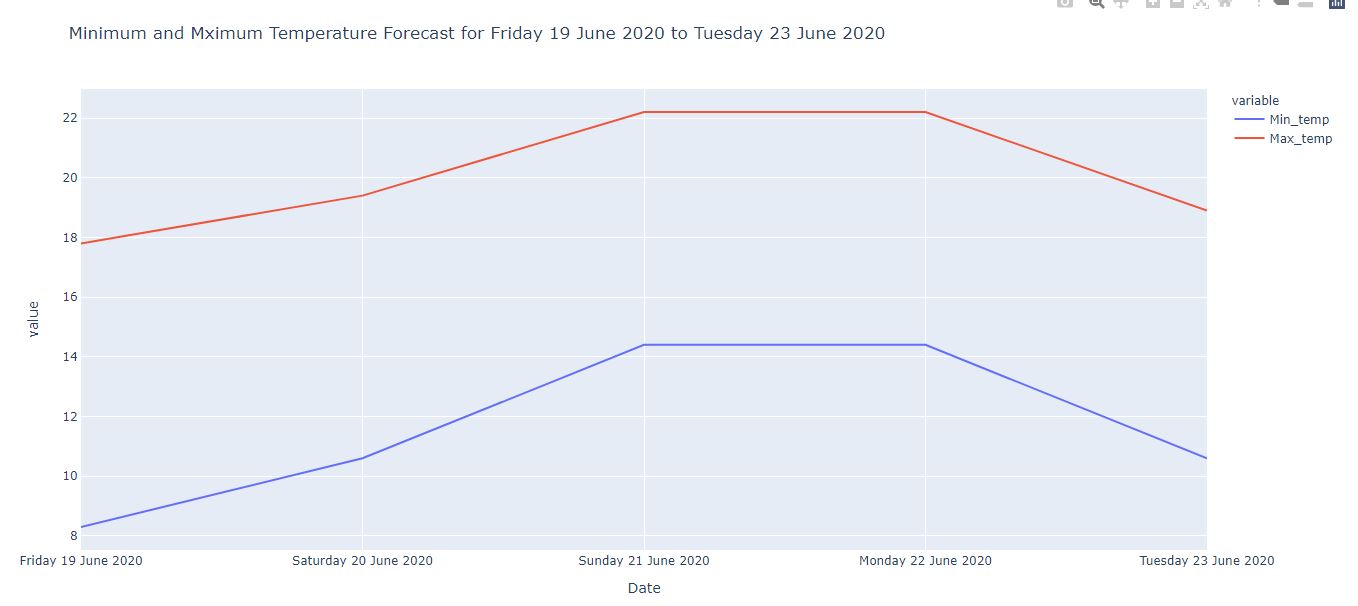 Minimum and Mximum Temperature Forecast for Friday 19 June 2020 to Tuesday 23 June 2020
variable
Min_temp
Max_temp
22
20
18
16
14
12
10
8
value
Friday 19 June 2020 Saturday 20 June 2020 Sunday 21 June 2020 Monday 22 June 2020 Tuesday 23 June 2020
Date